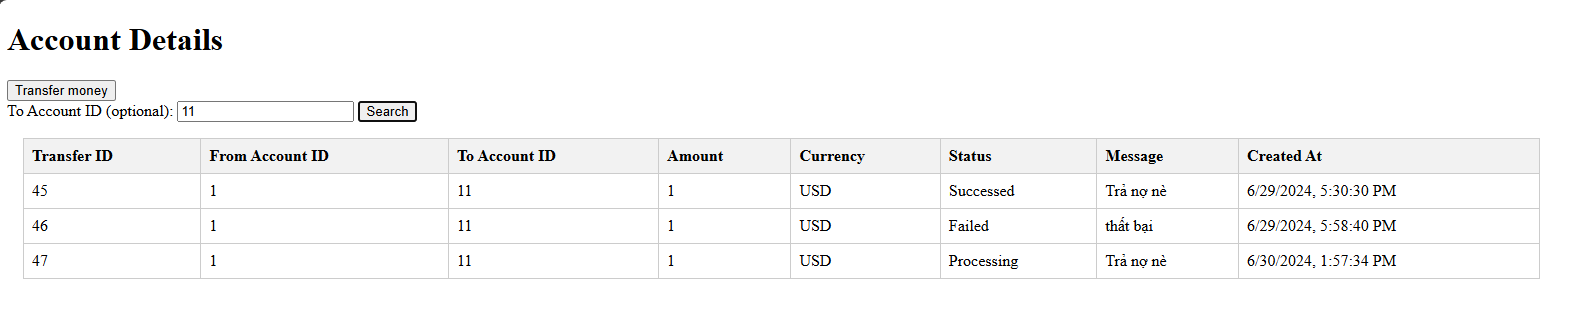 Account Details
Transfer money
To Account ID (optional): 11 Search
Transfer ID From Account ID To Account ID Amount Currency Status Message Created At
45 1 11 1 USD Successed Trả nợ nè 6/29/2024, 5:30:30 PM
46 1 11 1 USD Failed thất bại 6/29/2024, 5:58:40 PM
47 1 11 1 USD Processing Trả nợ nè 6/30/2024, 1:57:34 PM